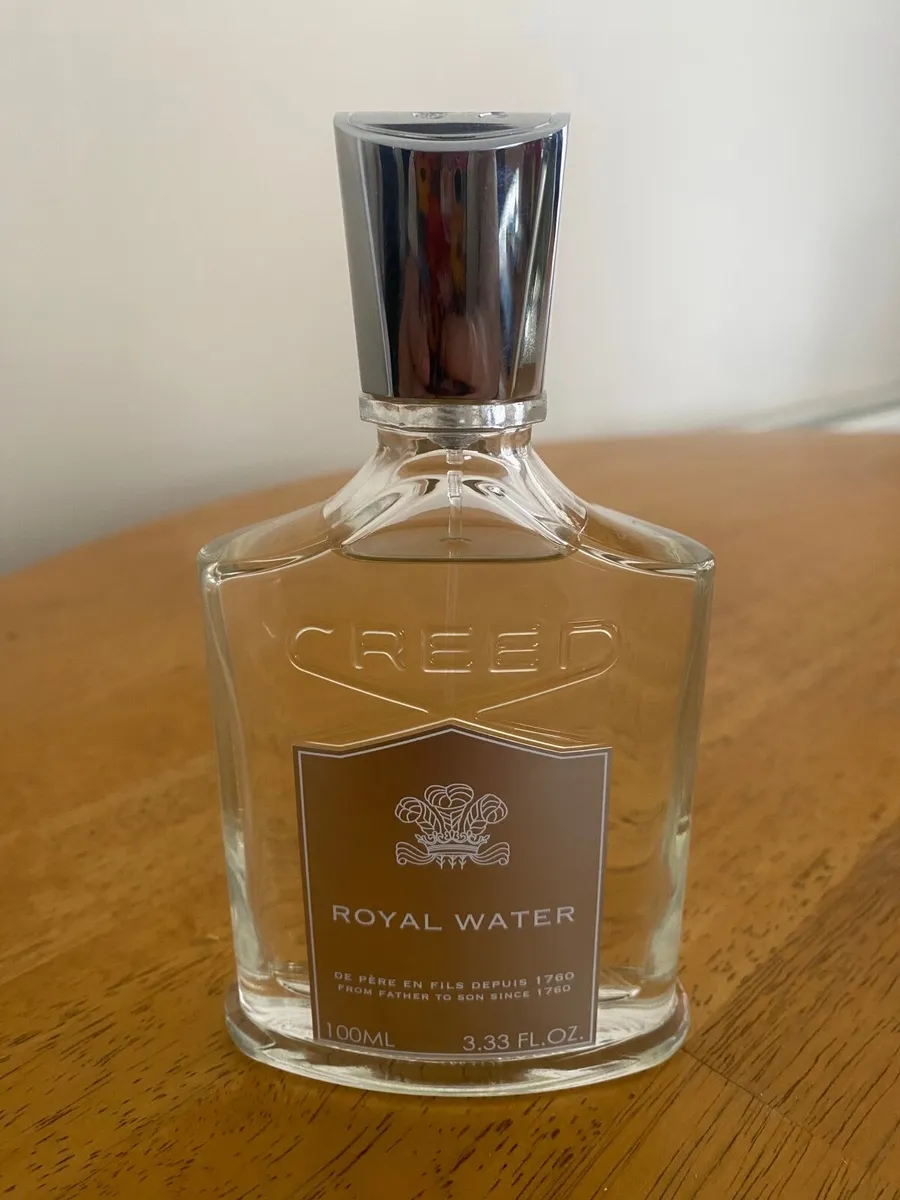 CREED
ROYAL WATER
DE PÈRE EN FILS DEPUIS 1760
FROM FATHER TO SON SINCE 1760
100ML 3.33 FL.OZ.